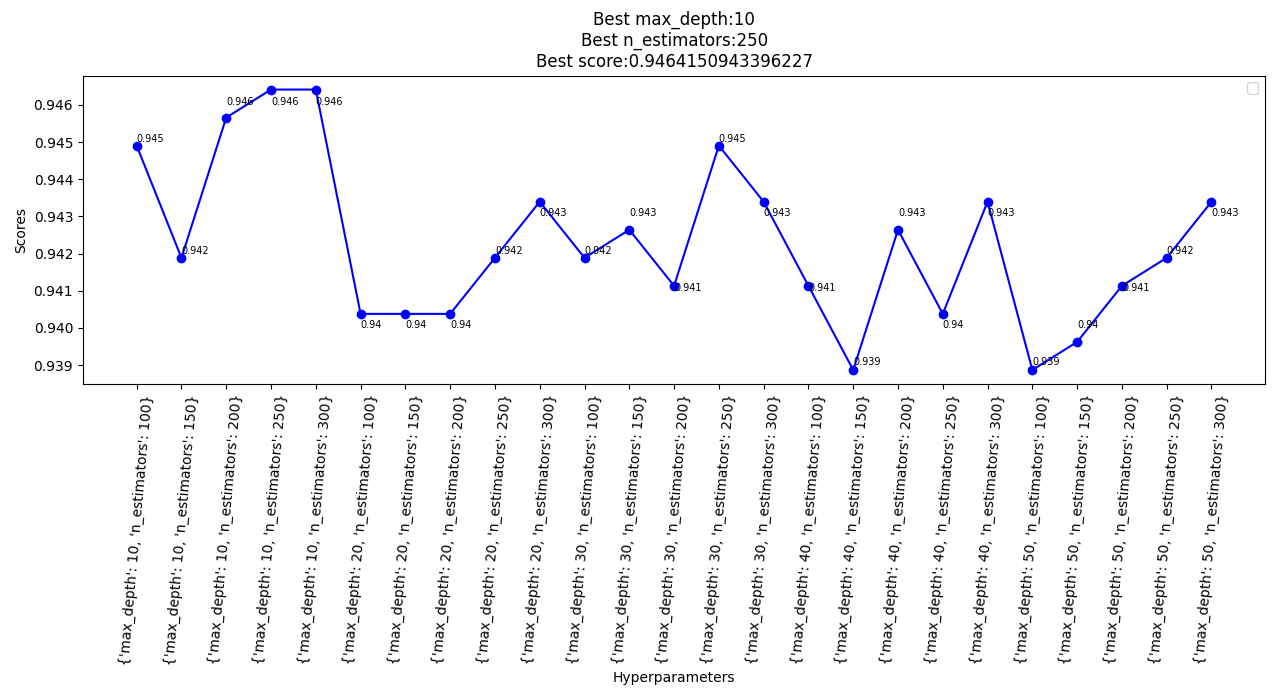 Best max_depth:10
Best n_estimators:250
Best score:0.9464150943396227
Scores
0.946
0.945
0.944
0.943
0.942
0.941
0.940
0.939
0.945
0.942
0.946
0.946
0.946
0.94
0.94
0.94
0.942
0.943
0.942
0.943
0.941
0.945
0.943
0.941
0.939
0.943
0.94
0.943
0.939
0.94
0.941
0.942
0.943
{'max_depth': 10, 'n_estimators': 100}
{'max_depth': 10, 'n_estimators': 150}
{'max_depth': 10, 'n_estimators': 200}
{'max_depth': 10, 'n_estimators': 250}
{'max_depth': 10, 'n_estimators': 300}
{'max_depth': 20, 'n_estimators': 100}
{'max_depth': 20, 'n_estimators': 150}
{'max_depth': 20, 'n_estimators': 200}
{'max_depth': 20, 'n_estimators': 250}
{'max_depth': 20, 'n_estimators': 300}
{'max_depth': 30, 'n_estimators': 100}
{'max_depth': 30, 'n_estimators': 150}
{'max_depth': 30, 'n_estimators': 200}
{'max_depth': 30, 'n_estimators': 250}
{'max_depth': 30, 'n_estimators': 300}
{'max_depth': 40, 'n_estimators': 100}
{'max_depth': 40, 'n_estimators': 150}
{'max_depth': 40, 'n_estimators': 200}
{'max_depth': 40, 'n_estimators': 250}
{'max_depth': 40, 'n_estimators': 300}
{'max_depth': 50, 'n_estimators': 100}
{'max_depth': 50, 'n_estimators': 150}
{'max_depth': 50, 'n_estimators': 200}
{'max_depth': 50, 'n_estimators': 250}
{'max_depth': 50, 'n_estimators': 300}
Hyperparameters